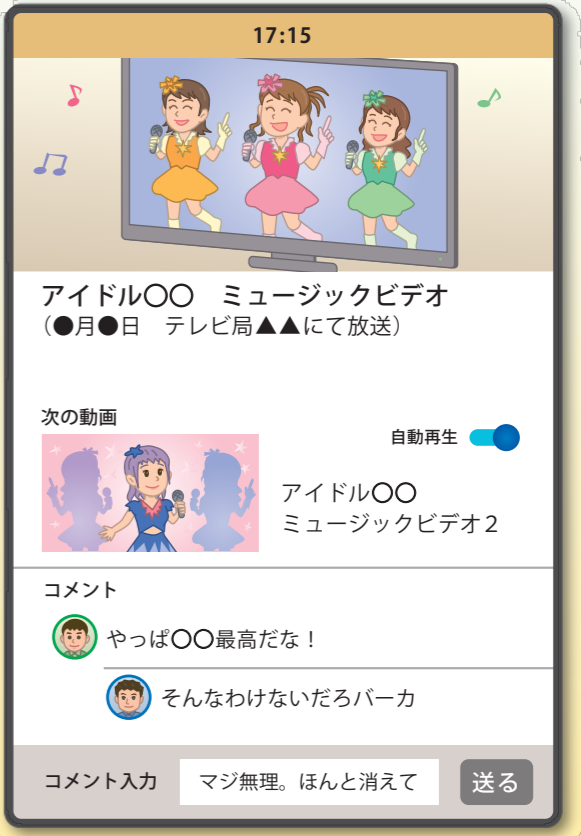 17:15
アイドル〇〇　ミュージックビデオ
（●月●日　テレビ局▲▲にて放送）
次の動画
自動再生
アイドル〇〇
ミュージックビデオ２
コメント
やっぱ〇〇最高だな！
そんなわけないだろバーカ
コメント入力
マジ無理。ほんと消えて
送る